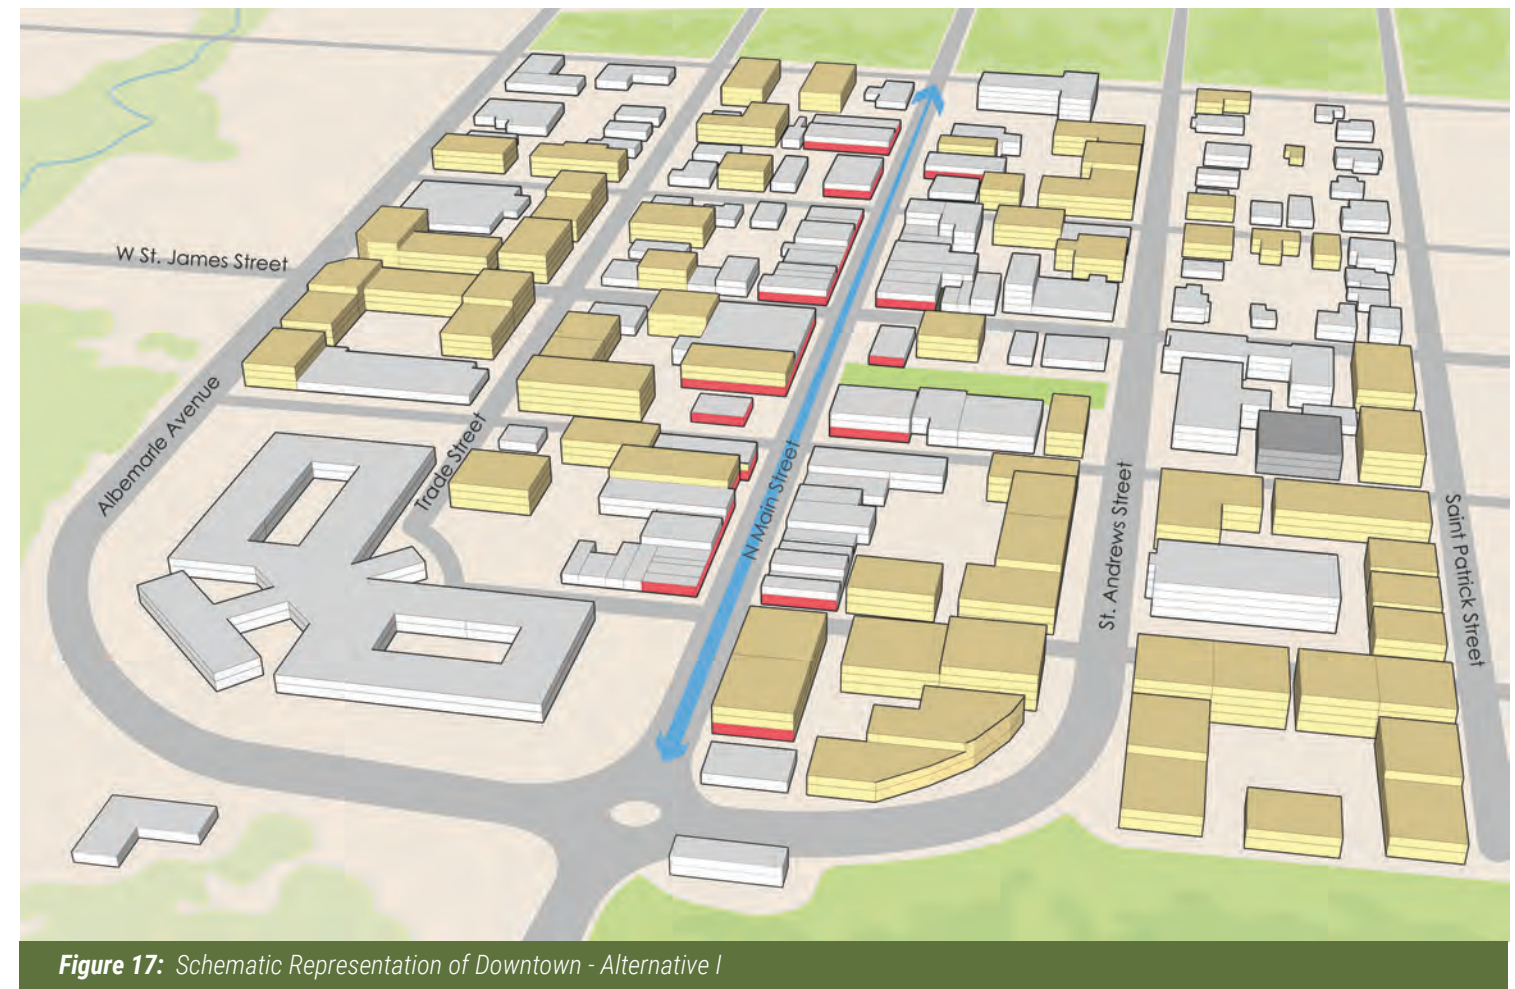 W St. James Street
Albemarle Avenue
Trade Street
N Main Street
St. Andrews Street
Saint Patrick Street
Figure 17: Schematic Representation of Downtown - Alternative I